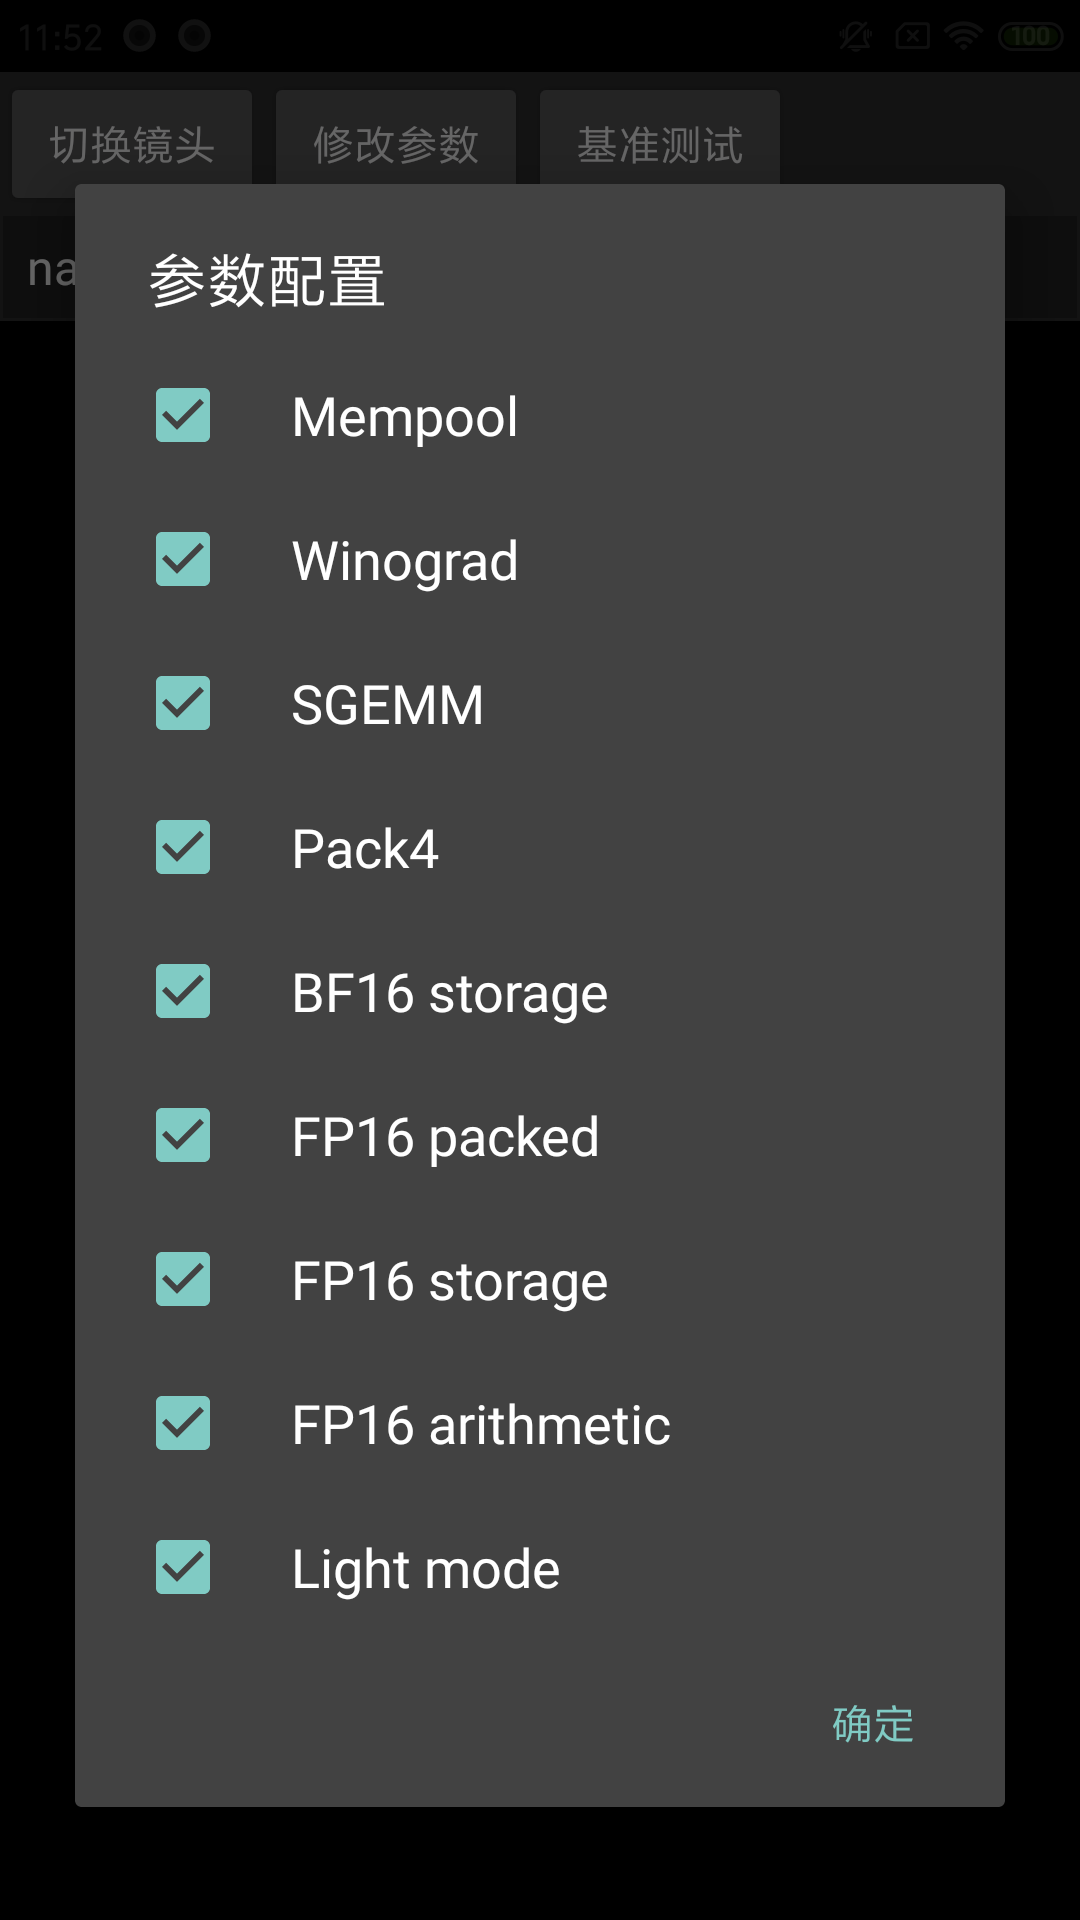 11:52
100
切换镜头 修改参数 基准测试
na
参数配置
Mempool
Winograd
SGEMM
Pack4
BF16 storage
FP16 packed
FP16 storage
FP16 arithmetic
Light mode
确定